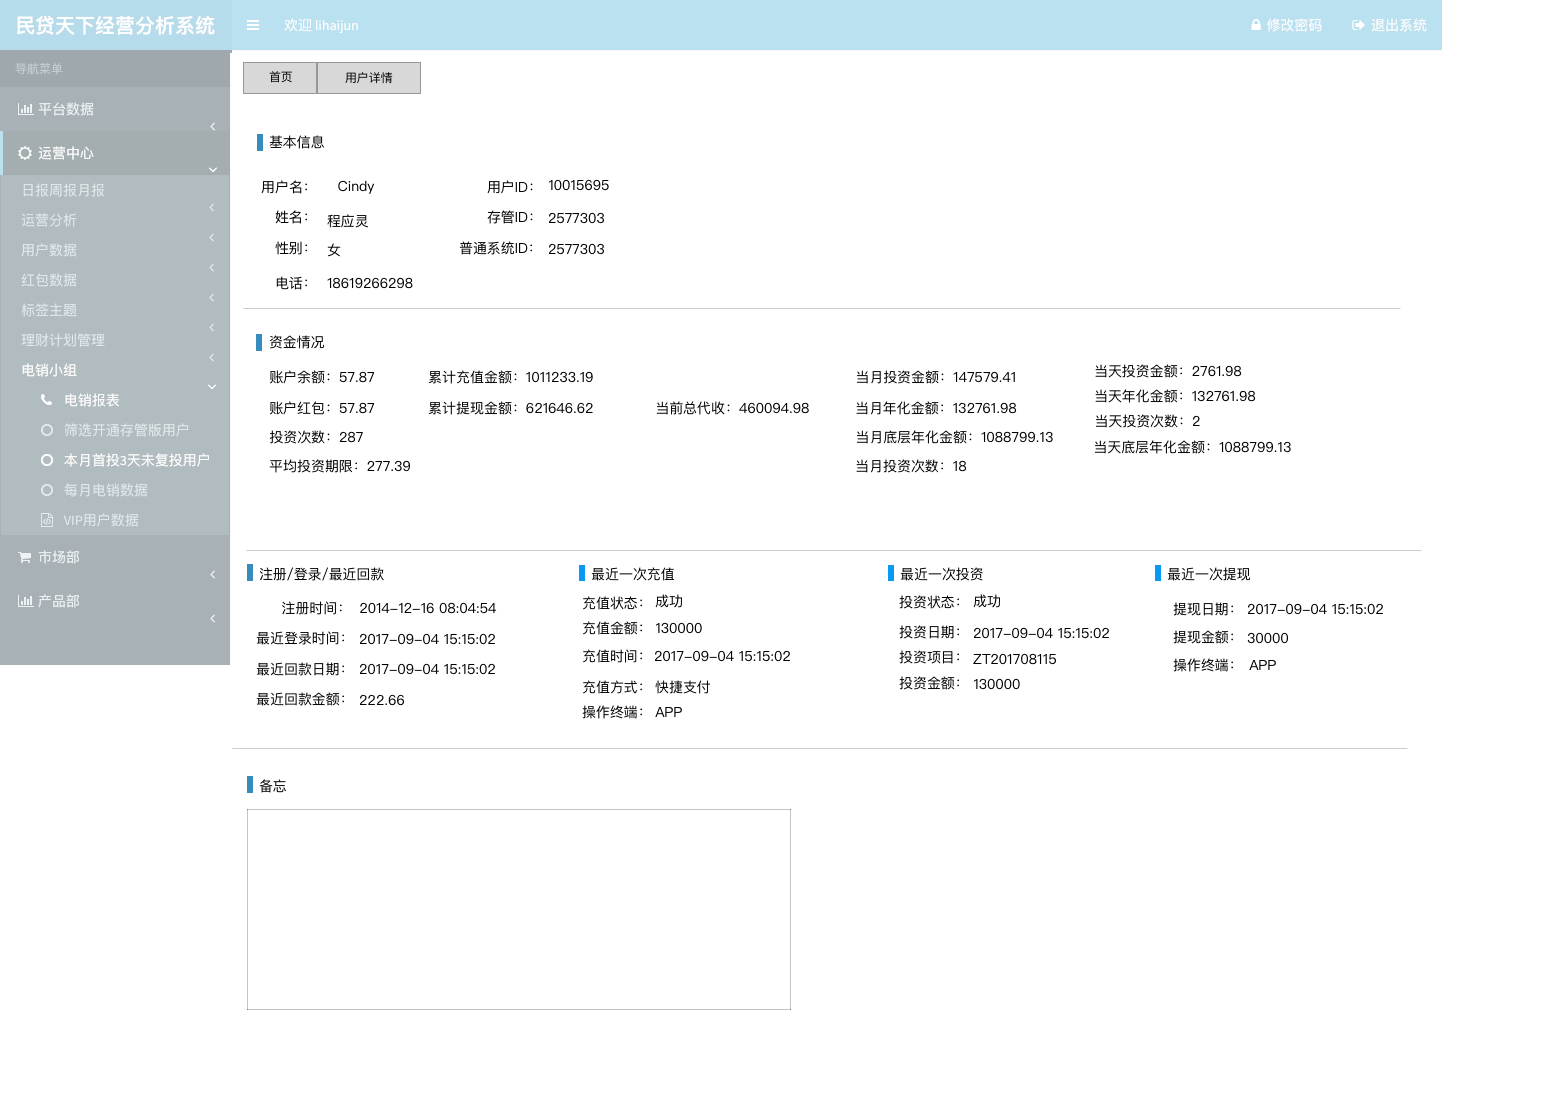 民贷天下经营分析系统
欢迎 lihaijun
修改密码
退出系统
导航菜单
平台数据
运营中心
日报周报月报
运营分析
用户数据
红包数据
标签主题
理财计划管理
电销小组
电销报表
筛选开通存管版用户
本月首投3天未复投用户
每月电销数据
VIP用户数据
市场部
产品部
首页
用户详情
基本信息
用户名： Cindy
用户ID： 10015695
姓名： 程应灵
存管ID： 2577303
性别： 女
普通系统ID： 2577303
电话： 18619266298
资金情况
账户余额：57.87
累计充值金额：1011233.19
当月投资金额：147579.41
当天投资金额：2761.98
账户红包：57.87
累计提现金额：621646.62
当前总代收：460094.98
当月年化金额：132761.98
当天年化金额：132761.98
投资次数：287
当月底层年化金额：1088799.13
当天投资次数：2
平均投资期限：277.39
当月投资次数：18
当天底层年化金额：1088799.13
注册/登录/最近回款
注册时间： 2014-12-16 08:04:54
最近登录时间： 2017-09-04 15:15:02
最近回款日期： 2017-09-04 15:15:02
最近回款金额： 222.66
最近一次充值
充值状态： 成功
充值金额： 130000
充值时间： 2017-09-04 15:15:02
充值方式： 快捷支付
操作终端： APP
最近一次投资
投资状态： 成功
投资日期： 2017-09-04 15:15:02
投资项目： ZT201708115
投资金额： 130000
最近一次提现
提现日期： 2017-09-04 15:15:02
提现金额： 30000
操作终端： APP
备忘